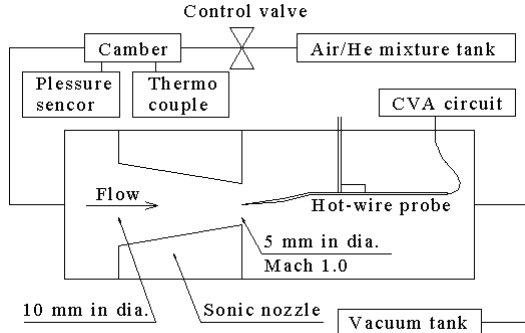 Control valve
Camber
Air/He mixture tank
Plessure
sencor
Thermo
couple
CVA circuit
Flow
Hot-wire probe
5 mm in dia.
Mach 1.0
10 mm in dia.
Sonic nozzle
Vacuum tank